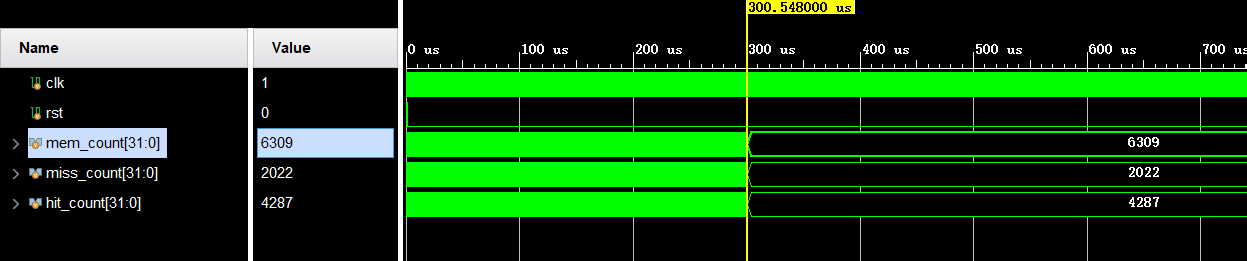 300.548000 us
Name Value 0 us 100 us 200 us 300 us 400 us 500 us 600 us 700 us
clk 1
rst 0
mem_count[31:0] 6309 6309
miss_count[31:0] 2022 2022
hit_count[31:0] 4287 4287